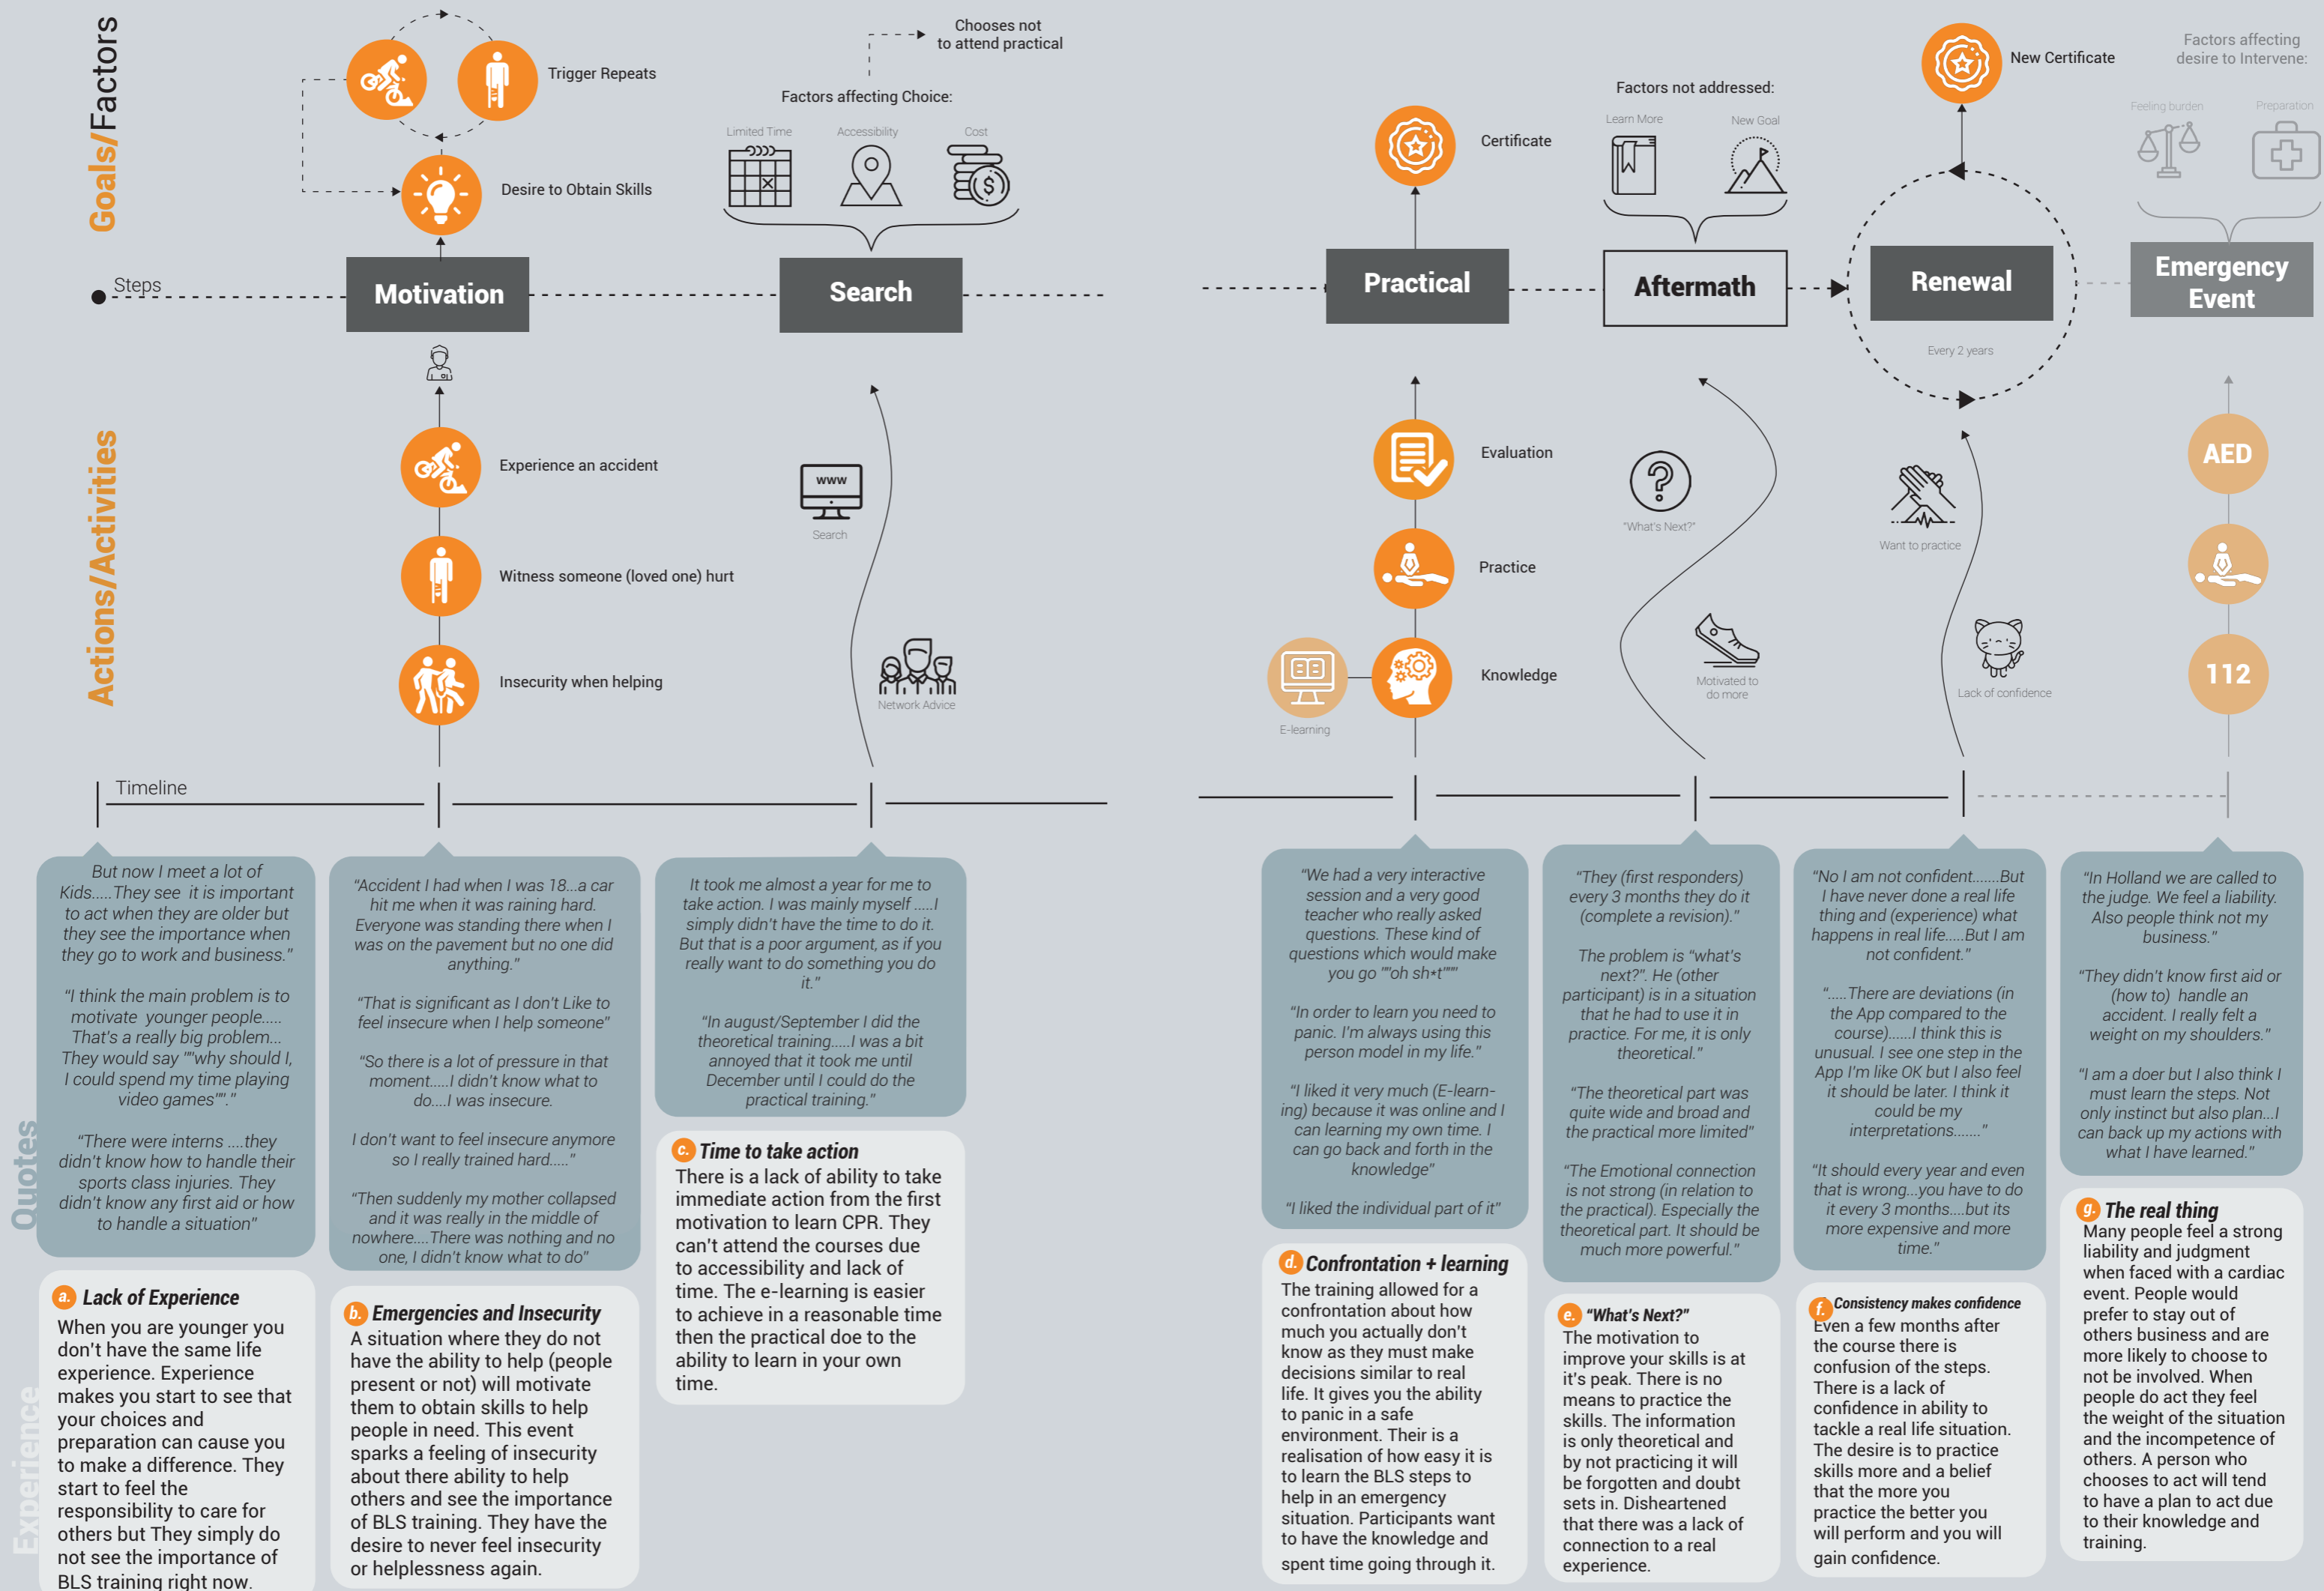 Goals/Factors
Trigger Repeats
Desire to Obtain Skills
Chooses not
to attend practical
Factors affecting Choice:
Limited Time
Accessibility
Cost
Certificate
Factors not addressed:
Learn More
New Goal
New Certificate
Factors affecting
desire to Intervene:
Feeling burden
Preparation
Steps
Motivation
Search
Practical
Aftermath
Renewal
Every 2 years
Emergency
Event
Actions/Activities
Experience an accident
Witness someone (loved one) hurt
Insecurity when helping
www
Search
Network Advice
Evaluation
Practice
Knowledge
E-learning
"What's Next?"
Motivated to
do more
Want to practice
Lack of confidence
AED
112
Timeline
Quotes
But now I meet a lot of
Kids.....They see it is important
to act when they are older but
they see the importance when
they go to work and business."
“I think the main problem is to
motivate younger people.....
That's a really big problem...
They would say ""why should I,
I could spend my time playing
video games""."
“There were interns ....they
didn't know how to handle their
sports class injuries. They
didn't know any first aid or how
to handle a situation”
“Accident I had when I was 18...a car
hit me when it was raining hard.
Everyone was standing there when I
was on the pavement but no one did
anything.”
“That is significant as I don't Like to
feel insecure when I help someone”
“So there is a lot of pressure in that
moment.....I didn't know what to
do....I was insecure.
I don't want to feel insecure anymore
so I really trained hard.....”
“Then suddenly my mother collapsed
and it was really in the middle of
nowhere....There was nothing and no
one, I didn't know what to do”
It took me almost a year for me to
take action. I was mainly myself .....I
simply didn't have the time to do it.
But that is a poor argument, as if you
really want to do something you do
it.”
“In august/September I did the
theoretical training.....I was a bit
annoyed that it took me until
December until I could do the
practical training.”
“We had a very interactive
session and a very good
teacher who really asked
questions. These kind of
questions which would make
you go ""oh sh*t"""
“In order to learn you need to
panic. I'm always using this
person model in my life.”
“I liked it very much (E-learn-
ing) because it was online and I
can learning my own time. I
can go back and forth in the
knowledge”
“I liked the individual part of it”
“They (first responders)
every 3 months they do it
(complete a revision).”
The problem is “what's
next?”. He (other
participant) is in a situation
that he had to use it in
practice. For me, it is only
theoretical.”
“The theoretical part was
quite wide and broad and
the practical more limited”
“The Emotional connection
is not strong (in relation to
the practical). Especially the
theoretical part. It should be
much more powerful.”
“No I am not confident.......But
I have never done a real life
thing and (experience) what
happens in real life.....But I am
not confident.”
“.....There are deviations (in
the App compared to the
course)......I think this is
unusual. I see one step in the
App I'm like OK but I also feel
it should be later. I think it
could be my
interpretations.......”
“It should every year and even
that is wrong...you have to do
it every 3 months....but its
more expensive and more
time.”
“In Holland we are called to
the judge. We feel a liability.
Also people think not my
business.”
“They didn't know first aid or
(how to) handle an
accident. I really felt a
weight on my shoulders.”
“I am a doer but I also think I
must learn the steps. Not
only instinct but also plan...I
can back up my actions with
what I have learned.”
Experience
a. Lack of Experience
When you are younger you
don't have the same life
experience. Experience
makes you start to see that
your choices and
preparation can cause you
to make a difference. They
start to feel the
responsibility to care for
others but They simply do
not see the importance of
BLS training right now.
b. Emergencies and Insecurity
A situation where they do not
have the ability to help (people
present or not) will motivate
them to obtain skills to help
people in need. This event
sparks a feeling of insecurity
about there ability to help
others and see the importance
of BLS training. They have the
desire to never feel insecurity
or helplessness again.
c. Time to take action
There is a lack of ability to take
immediate action from the first
motivation to learn CPR. They
can't attend the courses due
to accessibility and lack of
time. The e-learning is easier
to achieve in a reasonable time
then the practical doe to the
ability to learn in your own
time.
d. Confrontation + learning
The training allowed for a
confrontation about how
much you actually don't
know as they must make
decisions similar to real
life. It gives you the ability
to panic in a safe
environment. Their is a
realisation of how easy it is
to learn the BLS steps to
help in an emergency
situation. Participants want
to have the knowledge and
spent time going through it.
e. “What's Next?”
The motivation to
improve your skills is at
it's peak. There is no
means to practice the
skills. The information
is only theoretical and
by not practicing it will
be forgotten and doubt
sets in. Disheartened
that there was a lack of
connection to a real
experience.
f. Consistency makes confidence
Even a few months after
the course there is
confusion of the steps.
There is a lack of
confidence in ability to
tackle a real life situation.
The desire is to practice
skills more and a belief
that the more you
practice the better you
will perform and you will
gain confidence.
g. The real thing
Many people feel a strong
liability and judgment
when faced with a cardiac
event. People would
prefer to stay out of
others business and are
more likely to choose to
not be involved. When
people do act they feel
the weight of the situation
and the incompetence of
others. A person who
chooses to act will tend
to have a plan to act due
to their knowledge and
training.